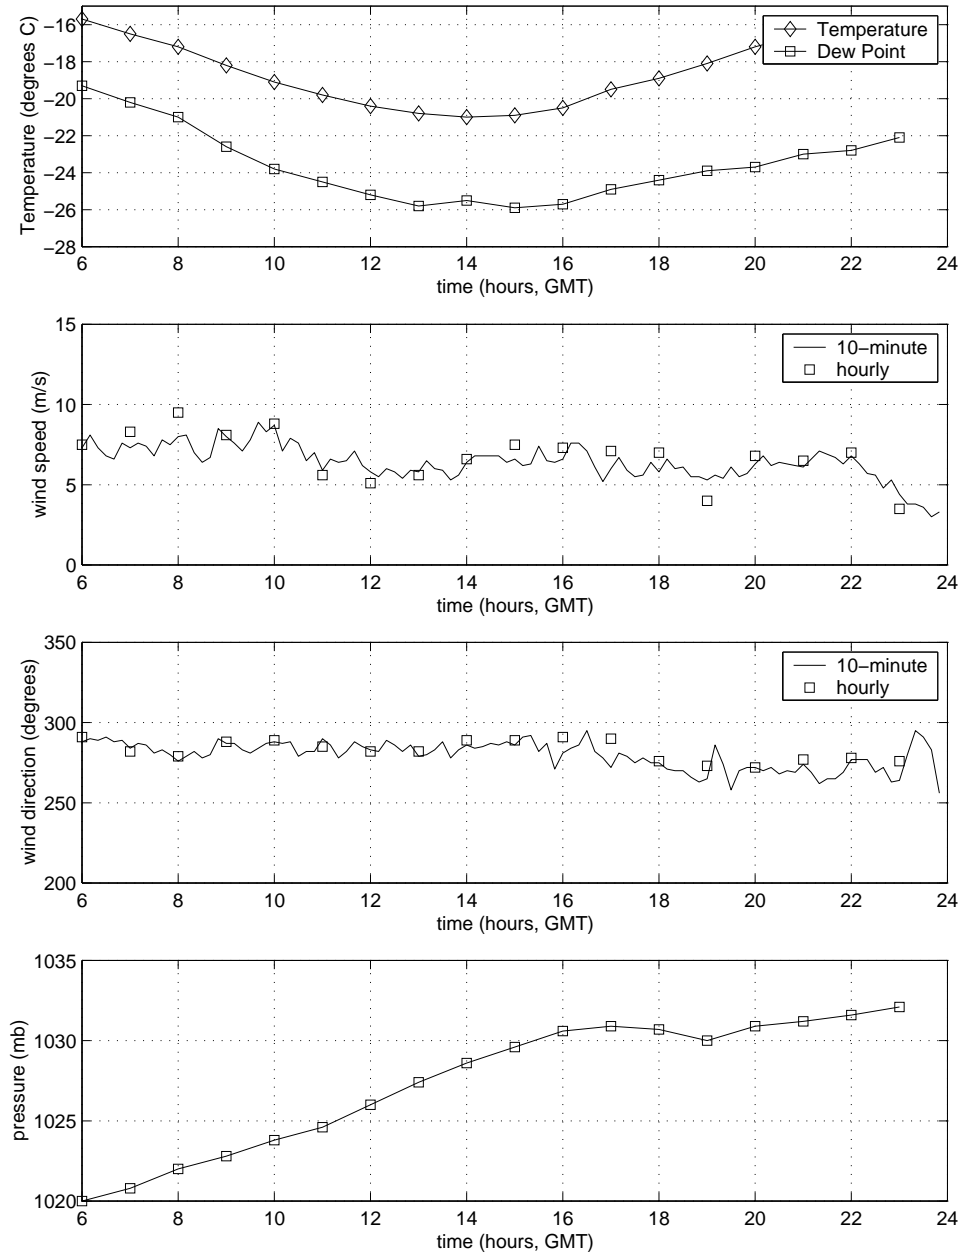 −16
−18
−20
−22
−24
−26
−28
Temperature (degrees C)
Temperature
Dew Point
6 8 10 12 14 16 18 20 22 24
time (hours, GMT)
15
10
5
0
wind speed (m/s)
10−minute
hourly
6 8 10 12 14 16 18 20 22 24
time (hours, GMT)
350
300
250
200
wind direction (degrees)
10−minute
hourly
6 8 10 12 14 16 18 20 22 24
time (hours, GMT)
1035
1030
1025
1020
pressure (mb)
6 8 10 12 14 16 18 20 22 24
time (hours, GMT)